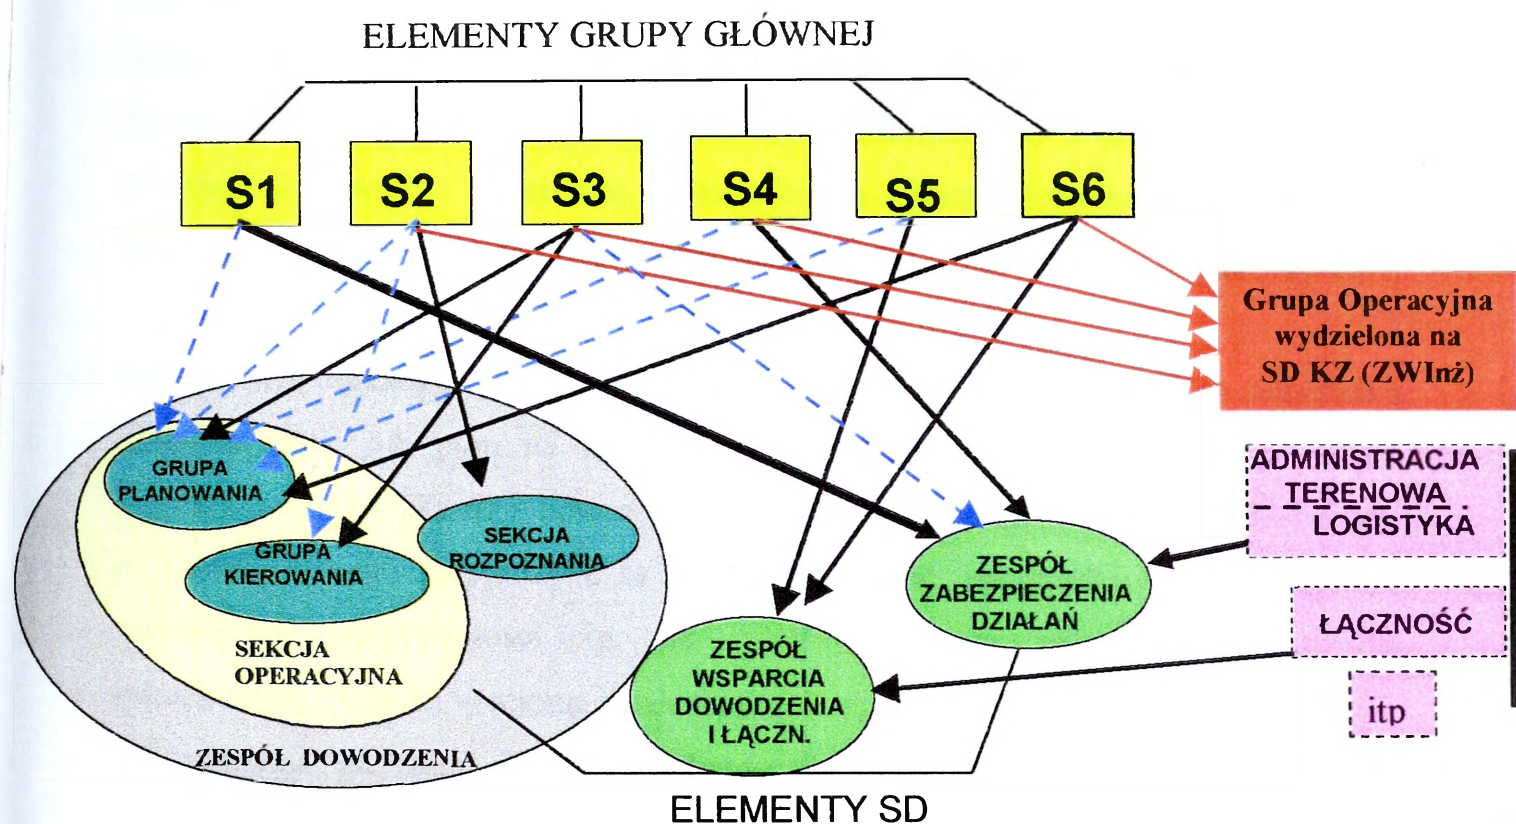 ELEMENTY GRUPY GŁÓWNEJ
S1
S2
S3
S4
S5
S6
Grupa Operacyjna
wydzielona na
SD KZ (ZWInż)
ADMINISTRACJA
TERENOWA
LOGISTYKA
ŁĄCZNOŚĆ
itp
GRUPA
PLANOWANIA
GRUPA
KIEROWANIA
SEKCJA
ROZPOZNANIA
SEKCJA
OPERACYJNA
ZESPÓŁ DOWODZENIA
ZESPÓŁ
ZABEZPIECZENIA
DZIAŁAŃ
ZESPÓŁ
WSPARCIA
DOWODZENIA
I ŁĄCZN.
ELEMENTY SD